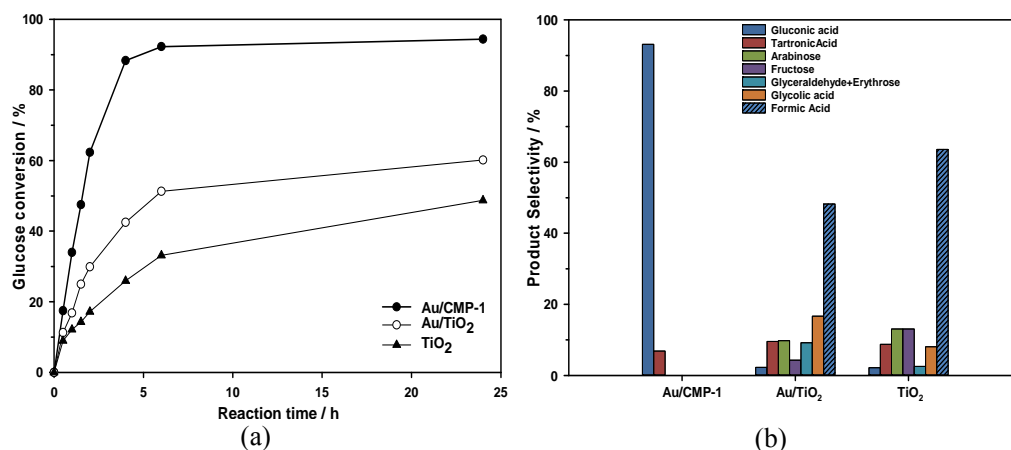 100
80
60
40
20
0
Glucose conversion / %
0
5
10
15
20
25
Reaction time / h
Au/CMP-1
Au/TiO2
TiO2
(a)
100
80
60
40
20
0
Product Selectivity / %
Gluconic acid
TartronicAcid
Arabinose
Fructose
Glyceraldehyde+Erythrose
Glycolic acid
Formic Acid
Au/CMP-1
Au/TiO2
TiO2
(b)